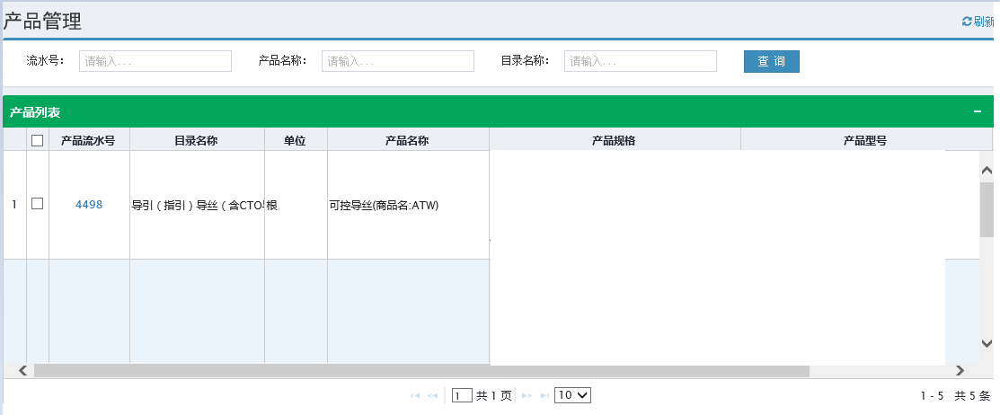 产品管理
刷新
流水号： 请输入... 产品名称： 请输入... 目录名称： 请输入... 查 询
产品列表
产品流水号 目录名称 单位 产品名称 产品规格 产品型号
1 4498 导引（指引）导丝（含CTO 根 可控导丝(商品名:ATW)
1 共 1 页 10 1 - 5 共 5 条